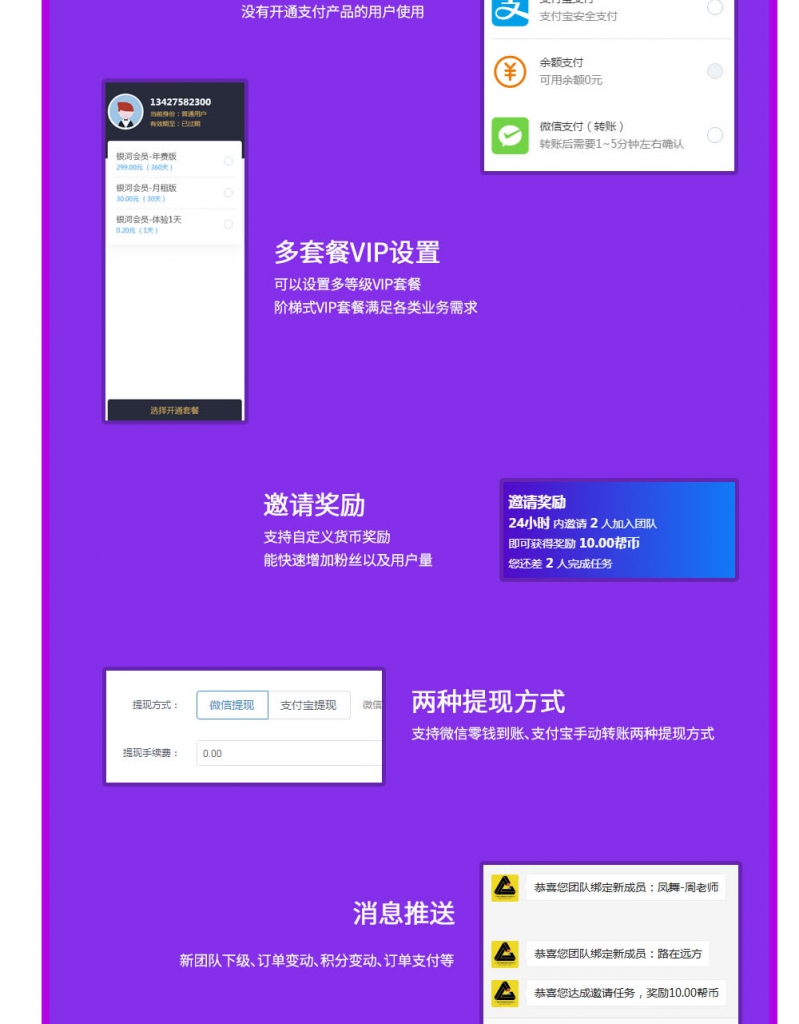 没有开通支付产品的用户使用
支付宝安全支付
余额支付
可用余额0元
微信支付（转账）
转账后需要1~5分钟左右确认
13427582300
当前身份：普通用户
有效期至：已过期
银河会员-年费版
299.00元（360天）
银河会员-月租版
30.00元（30天）
银河会员-体验1天
0.20元（1天）
选择开通套餐
多套餐VIP设置
可以设置多等级VIP套餐
阶梯式VIP套餐满足各类业务需求
邀请奖励
支持自定义货币奖励
能快速增加粉丝以及用户量
邀请奖励
24小时 内邀请 2 人加入团队
即可获得奖励 10.00帮币
您还差 2 人完成任务
提现方式：
微信提现
支付宝提现
微信
提现手续费：
0.00
两种提现方式
支持微信零钱到账、支付宝手动转账两种提现方式
消息推送
新团队下级、订单变动、积分变动、订单支付等
恭喜您团队绑定新成员：凤舞-周老师
恭喜您团队绑定新成员：路在远方
恭喜您达成邀请任务，奖励10.00帮币